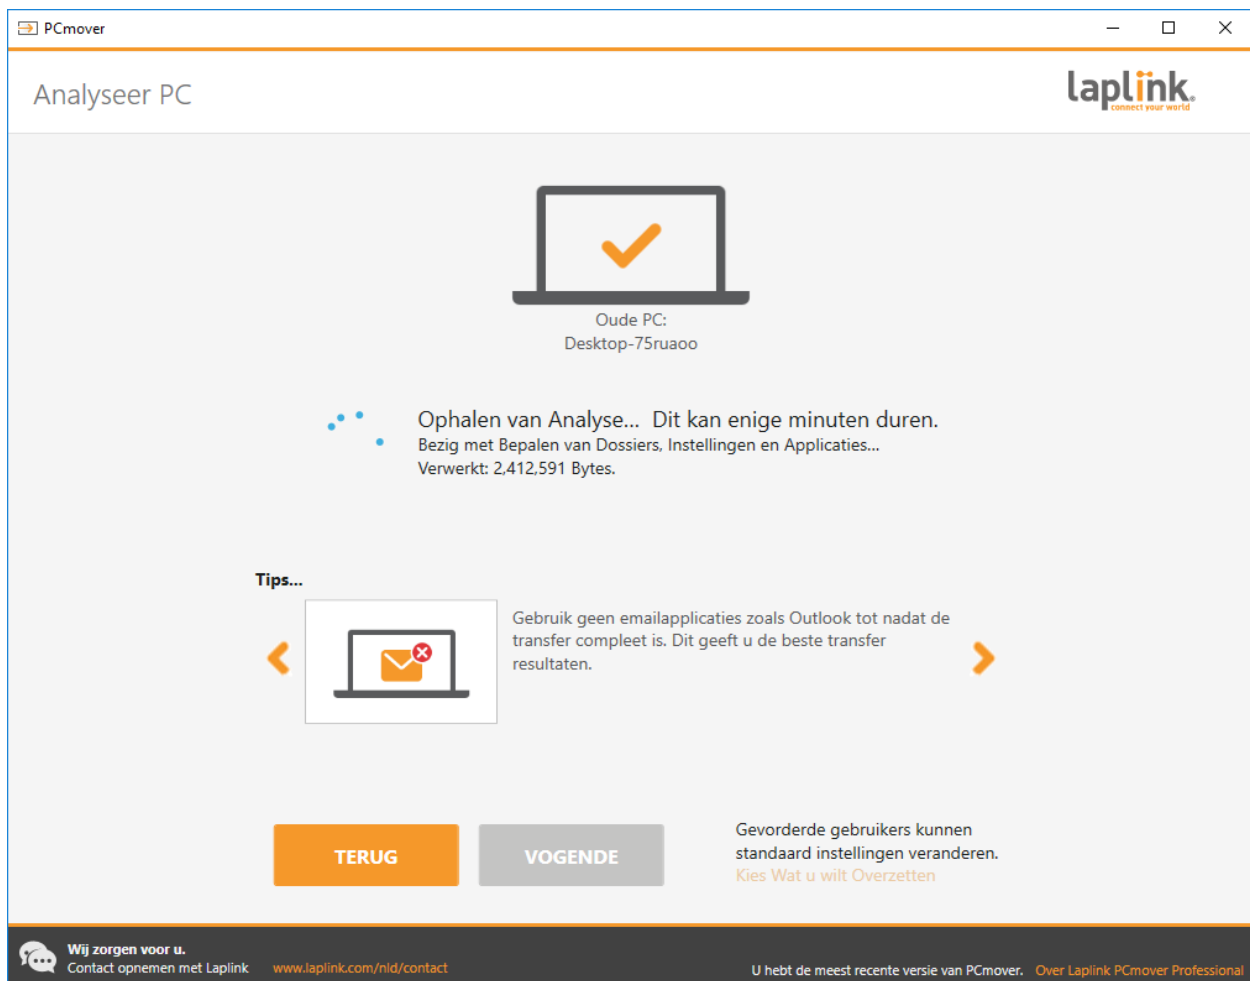 PCmover
Analyseer PC
laplink.
connect your world
Oude PC:
Desktop-75ruaoo
Ophalen van Analyse... Dit kan enige minuten duren.
Bezig met Bepalen van Dossiers, Instellingen en Applicaties...
Verwerkt: 2,412,591 Bytes.
Tips...
Gebruik geen emailapplicaties zoals Outlook tot nadat de
transfer compleet is. Dit geeft u de beste transfer
resultaten.
TERUG
VOGENDE
Gevorderde gebruikers kunnen
standaard instellingen veranderen.
Kies Wat u wilt Overzetten
Wij zorgen voor u.
Contact opnemen met Laplink www.laplink.com/nld/contact
U hebt de meest recente versie van PCmover. Over Laplink PCmover Professional